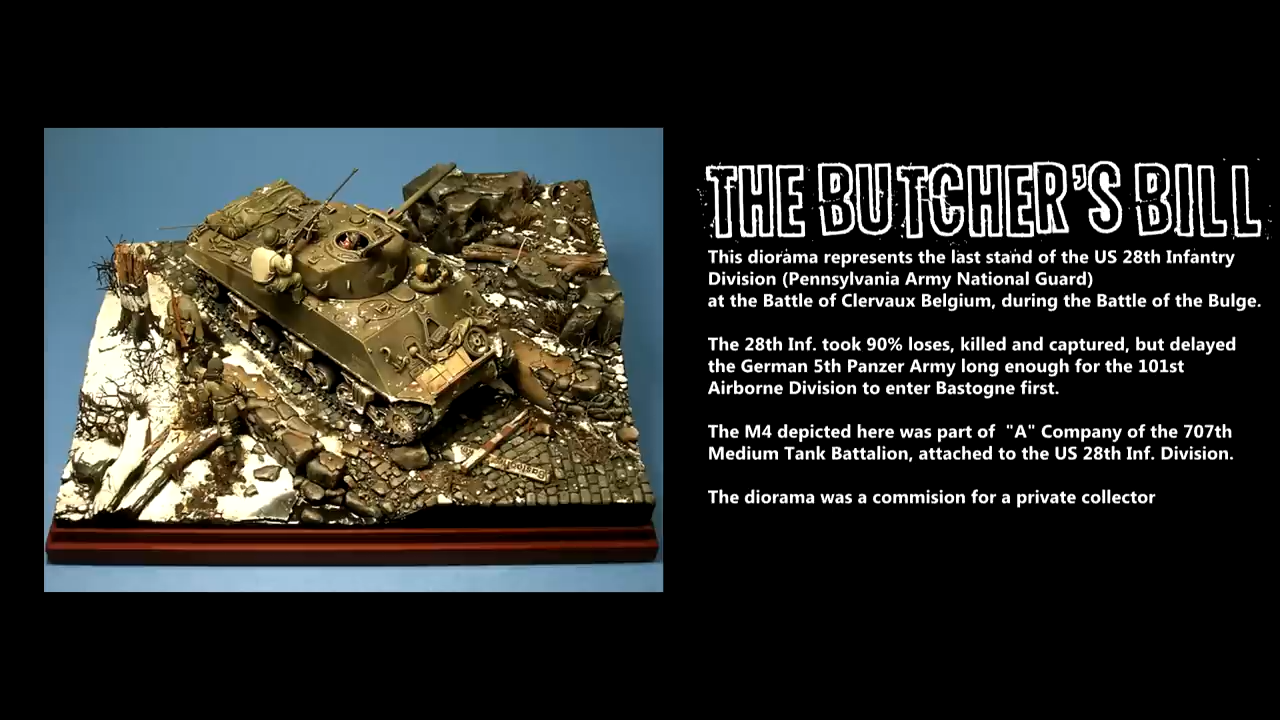 THE BUTCHER'S BILL
This diorama represents the last stand of the US 28th Infantry
Division (Pennsylvania Army National Guard)
at the Battle of Clervaux Belgium, during the Battle of the Bulge.
The 28th Inf. took 90% loses, killed and captured, but delayed
the German 5th Panzer Army long enough for the 101st
Airborne Division to enter Bastogne first.
The M4 depicted here was part of "A" Company of the 707th
Medium Tank Battalion, attached to the US 28th Inf. Division.
The diorama was a commision for a private collector